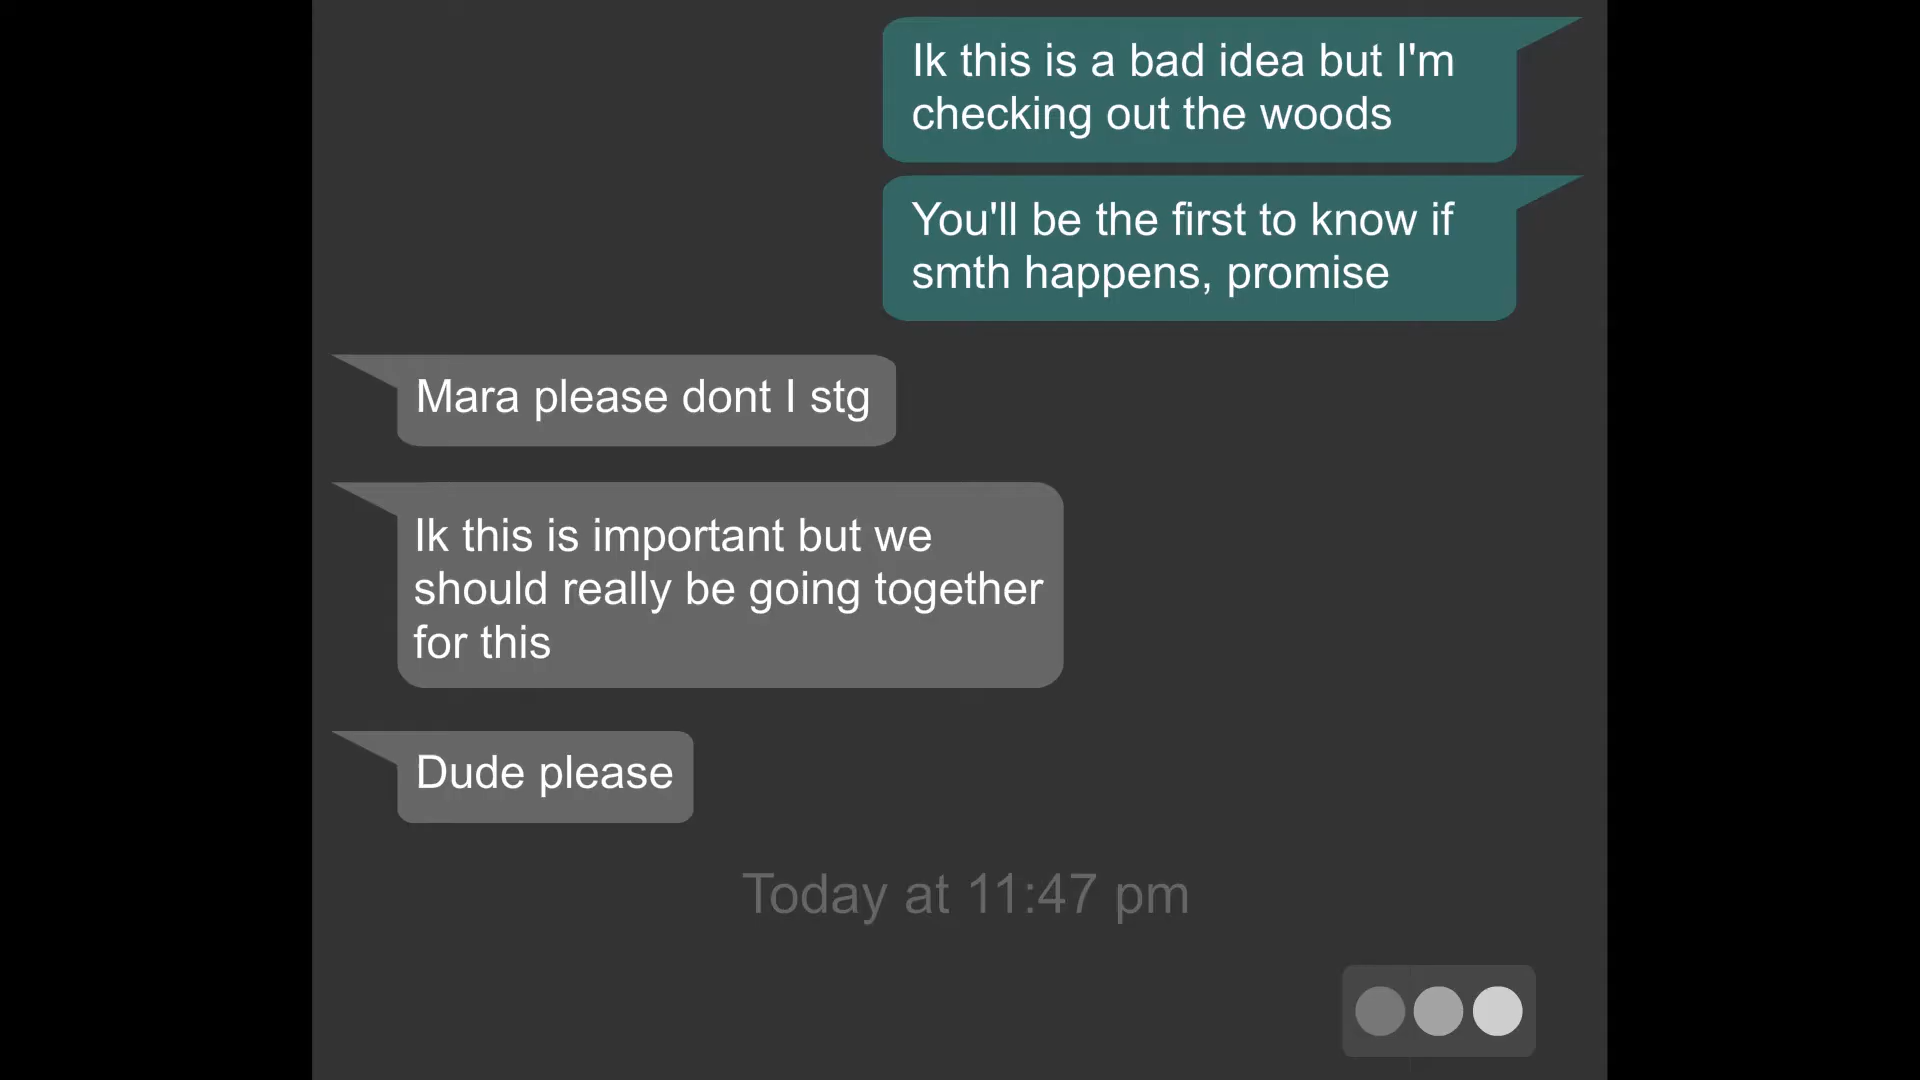 Ik this is a bad idea but I'm
checking out the woods
You'll be the first to know if
smth happens, promise
Mara please dont I stg
Ik this is important but we
should really be going together
for this
Dude please
Today at 11:47 pm